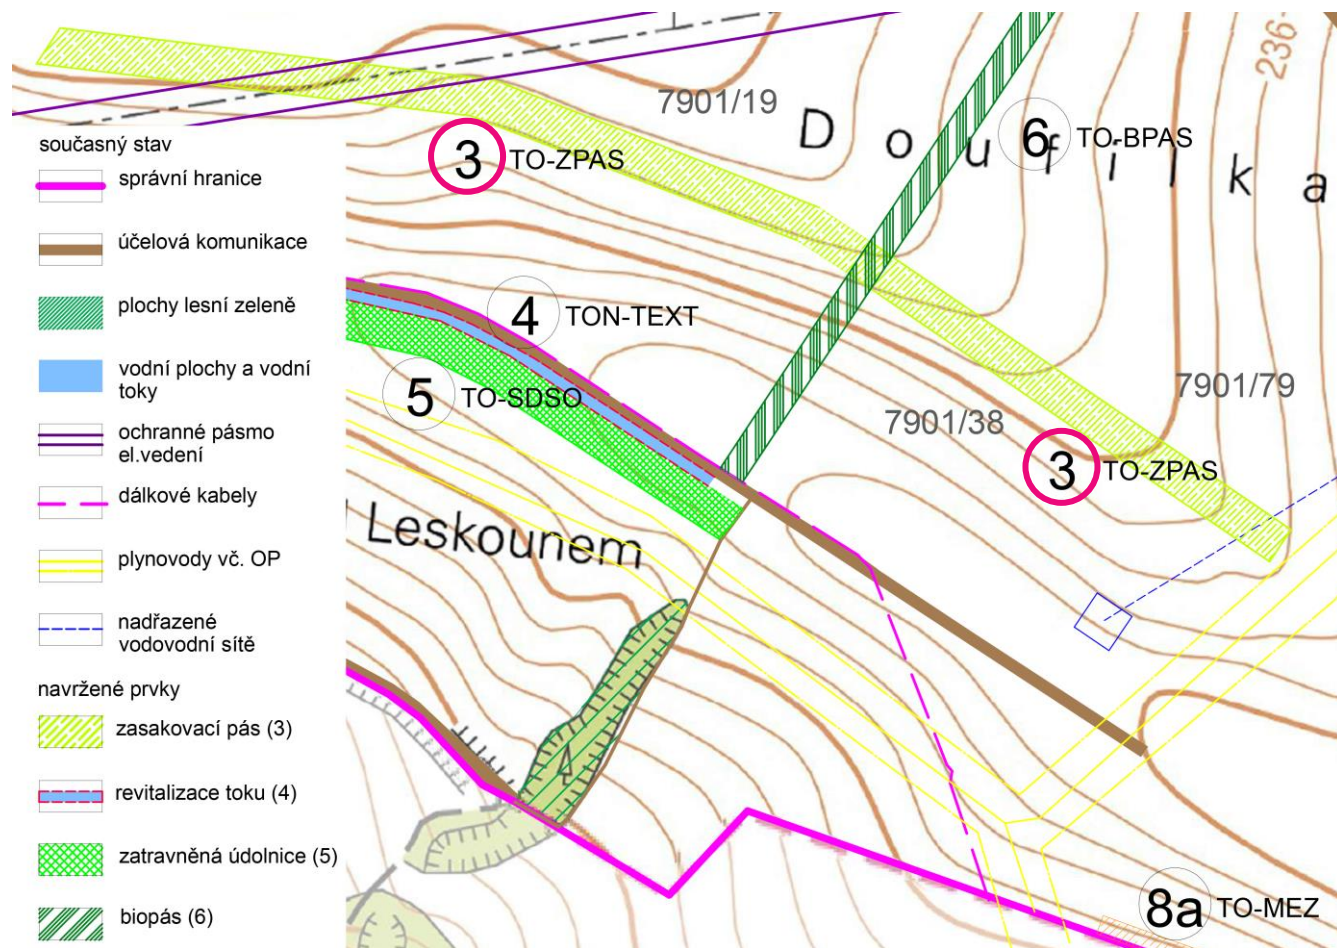 současný stav
správní hranice
účelová komunikace
plochy lesní zeleně
vodní plochy a vodní
toky
ochranné pásmo
el.vedení
dálkové kabely
plynovody vč. OP
nadřazené
vodovodní sítě
navržené prvky
zasakovací pás (3)
revitalizace toku (4)
zatravněná údolnice (5)
biopás (6)
236
7901/19
Doufilka
6 TO-BPAS
3 TO-ZPAS
4 TON-TEXT
5 TO-SDSO
7901/79
7901/38
3 TO-ZPAS
Leskounem
8a TO-MEZ